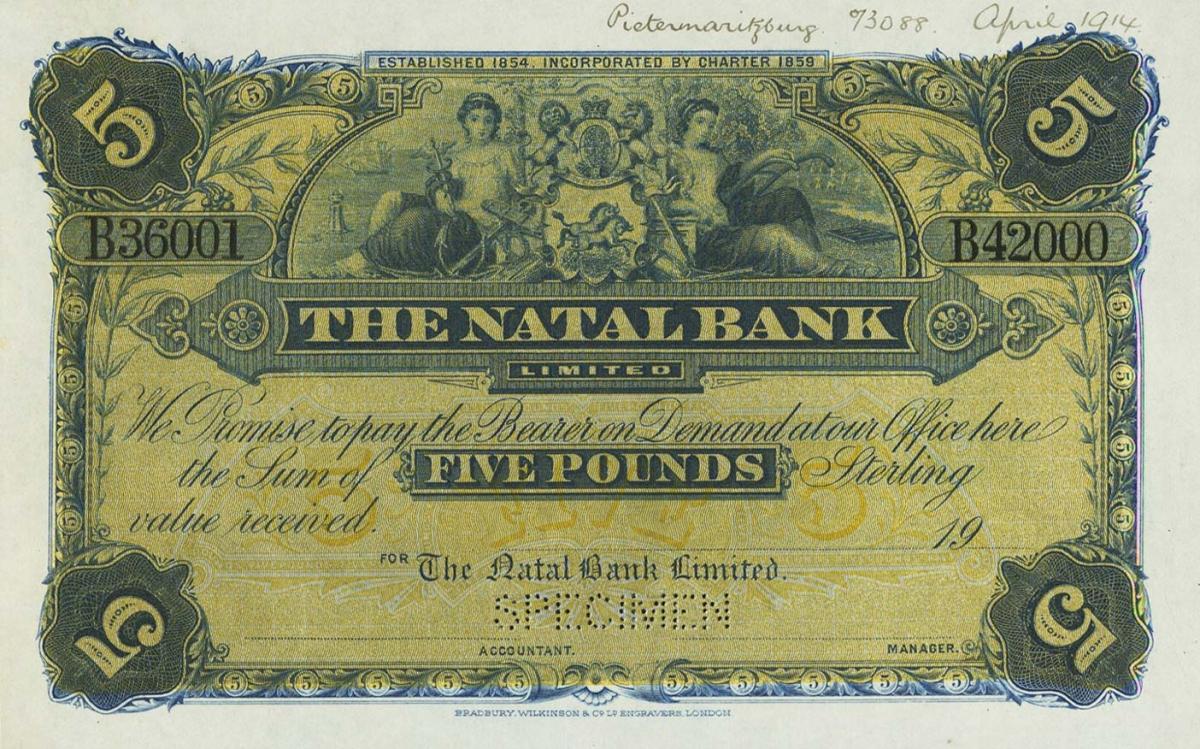 Pietermaritzburg. 73088. April, 1914
ESTABLISHED 1854. INCORPORATED BY CHARTER 1859
5 5
B36001 B42000
THE NATAL BANK
LIMITED
We Promise to pay the Bearer on Demand at our Office here
the Sum of FIVE POUNDS Sterling
value received. 19
FOR The Natal Bank Limited.
SPECIMEN
ACCOUNTANT. MANAGER.
5 5
BRADBURY, WILKINSON & Co. Ld. ENGRAVERS, LONDON